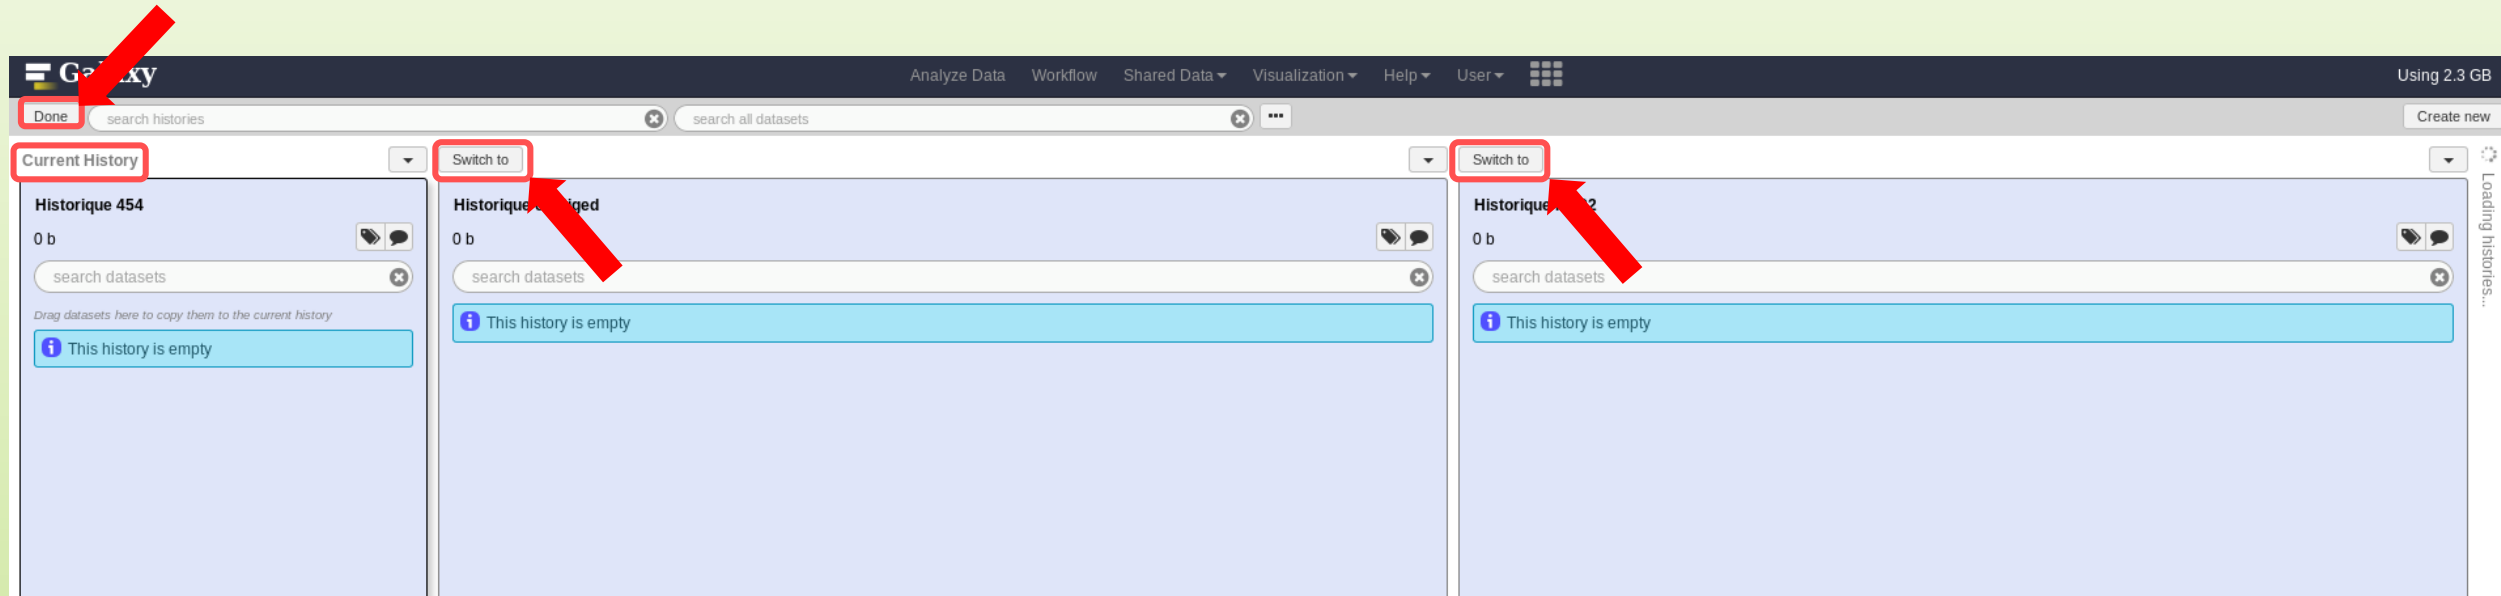 Galaxy
Analyze Data Workflow Shared Data Visualization Help User Using 2.3 GB
Done search histories search all datasets ... Create new
Current History Switch to Switch to
Historique 454 Historique Historique
0 b 0 b 0 b
search datasets search datasets search datasets
Drag datasets here to copy them to the current history
This history is empty This history is empty This history is empty
Loading histories...